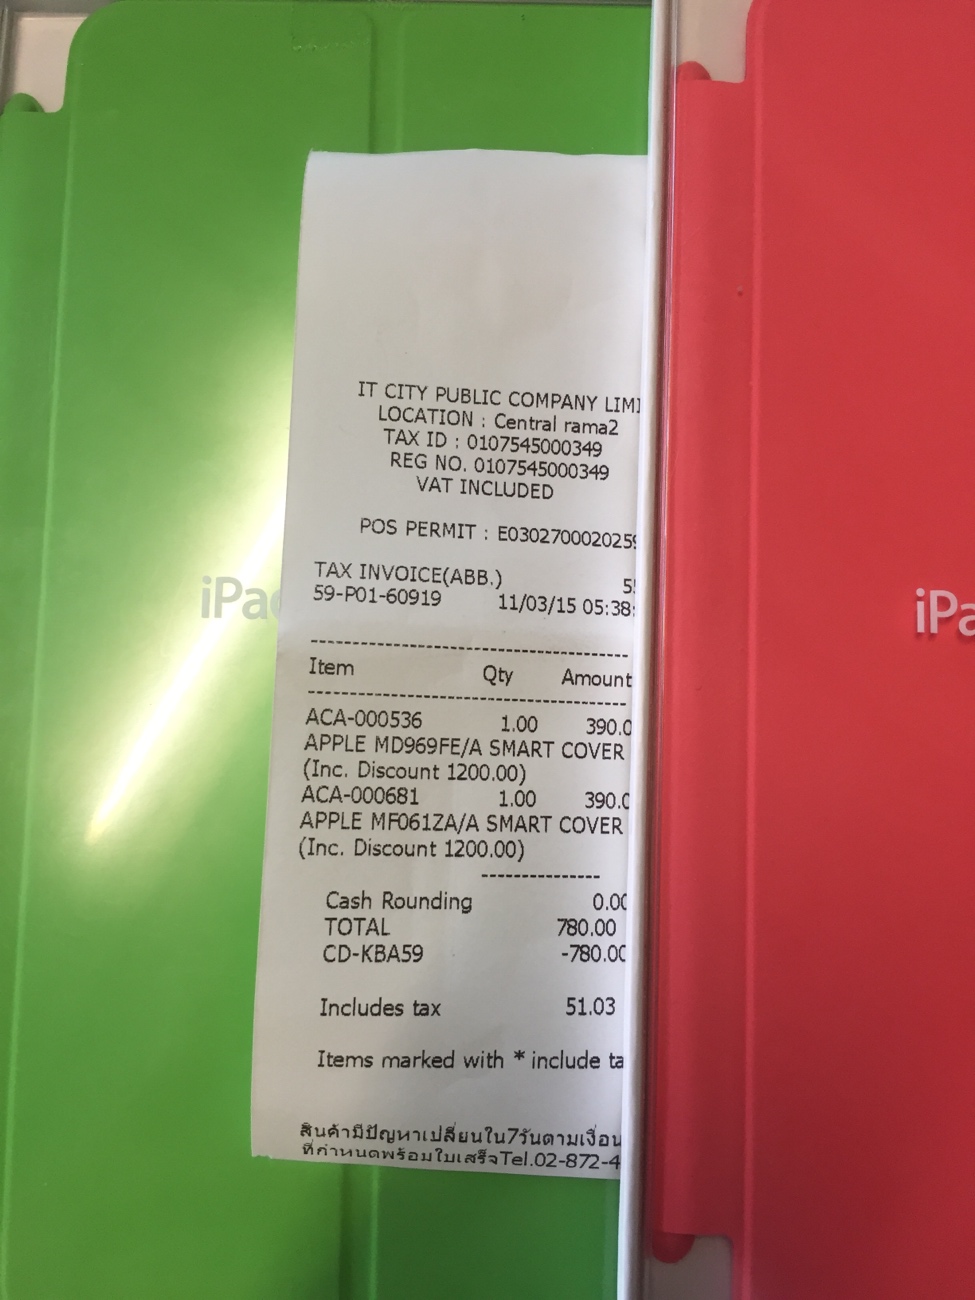 IT CITY PUBLIC COMPANY LIMI
LOCATION : Central rama2
TAX ID : 0107545000349
REG NO. 0107545000349
VAT INCLUDED
POS PERMIT : E030270002025
TAX INVOICE(ABB.) 5
59-P01-60919 11/03/15 05:38:
Item Qty Amount
ACA-000536 1.00 390.0
APPLE MD969FE/A SMART COVER
(Inc. Discount 1200.00)
ACA-000681 1.00 390.0
APPLE MF061ZA/A SMART COVER
(Inc. Discount 1200.00)
Cash Rounding 0.00
TOTAL 780.00
CD-KBA59 -780.00
Includes tax 51.03
Items marked with * include ta
สินค้ามีปัญหาเปลี่ยนใน7วันตามเงื่อน
ที่กำหนดพร้อมใบเสร็จTel.02-872-4
iPad
iPa